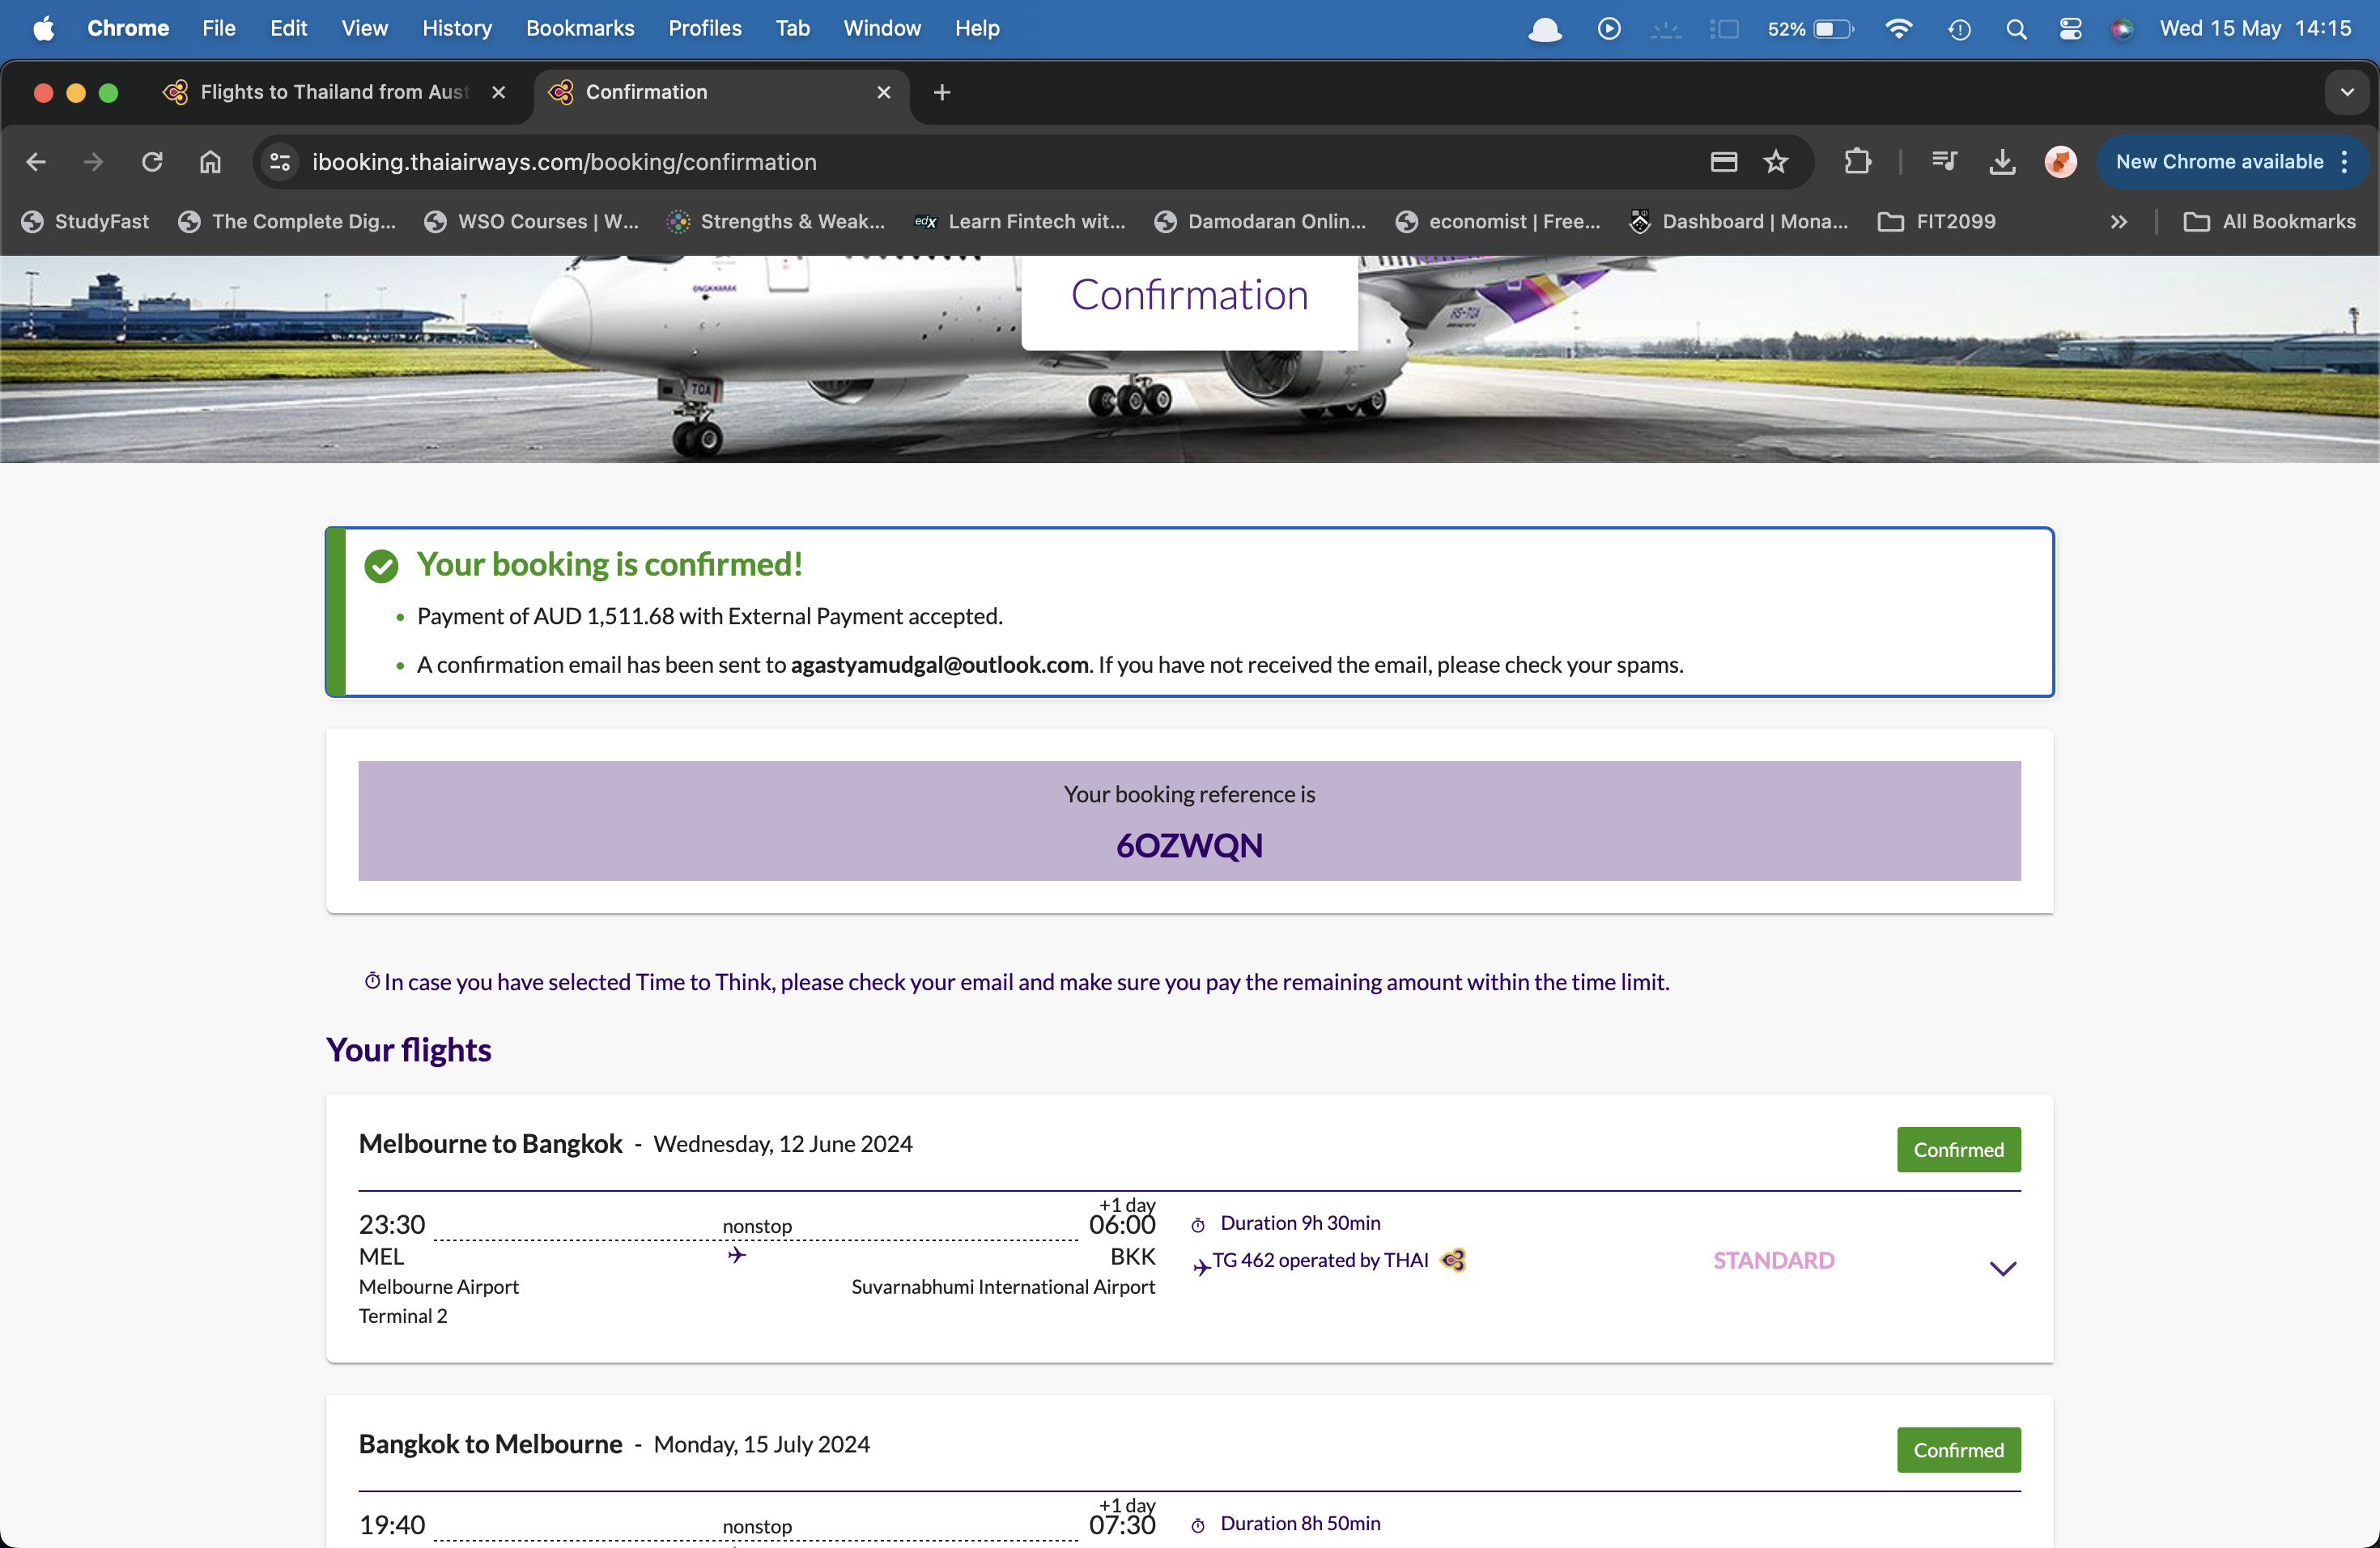 Chrome File Edit View History Bookmarks Profiles Tab Window Help 52% Wed 15 May 14:15
Flights to Thailand from Aust Confirmation
ibooking.thaiairways.com/booking/confirmation New Chrome available
StudyFast The Complete Dig... WSO Courses | W... Strengths & Weak... edX Learn Fintech wit... Damodaran Onlin... economist | Free... Dashboard | Mona... FIT2099 All Bookmarks
Confirmation
ONGKHARAK
HS-TQA
TQA
Your booking is confirmed!
• Payment of AUD 1,511.68 with External Payment accepted.
• A confirmation email has been sent to agastyamudgal@outlook.com. If you have not received the email, please check your spams.
Your booking reference is
6OZWQN
In case you have selected Time to Think, please check your email and make sure you pay the remaining amount within the time limit.
Your flights
Melbourne to Bangkok - Wednesday, 12 June 2024 Confirmed
+1 day
23:30 nonstop 06:00 Duration 9h 30min
MEL BKK TG 462 operated by THAI STANDARD
Melbourne Airport Suvarnabhumi International Airport
Terminal 2
Bangkok to Melbourne - Monday, 15 July 2024 Confirmed
+1 day
19:40 nonstop 07:30 Duration 8h 50min